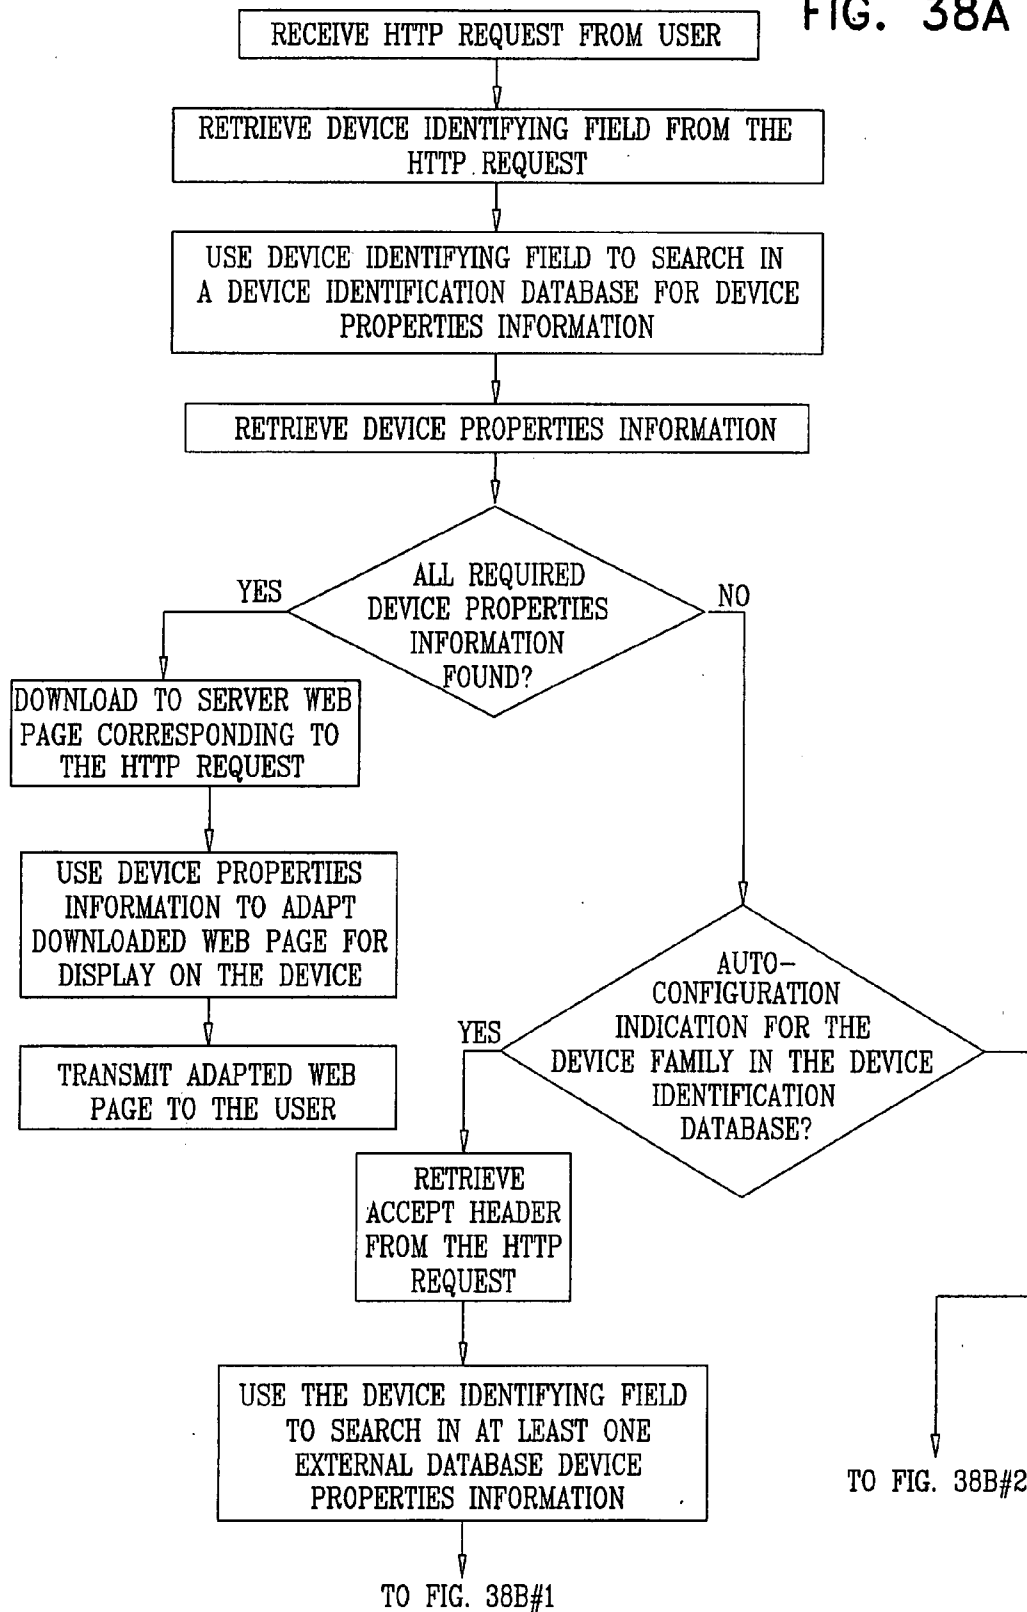 FIG. 38A
RECEIVE HTTP REQUEST FROM USER
RETRIEVE DEVICE IDENTIFYING FIELD FROM THE
HTTP REQUEST
USE DEVICE IDENTIFYING FIELD TO SEARCH IN
A DEVICE IDENTIFICATION DATABASE FOR DEVICE
PROPERTIES INFORMATION
RETRIEVE DEVICE PROPERTIES INFORMATION
ALL REQUIRED
DEVICE PROPERTIES
INFORMATION
FOUND?
YES
NO
DOWNLOAD TO SERVER WEB
PAGE CORRESPONDING TO
THE HTTP REQUEST
USE DEVICE PROPERTIES
INFORMATION TO ADAPT
DOWNLOADED WEB PAGE FOR
DISPLAY ON THE DEVICE
TRANSMIT ADAPTED WEB
PAGE TO THE USER
AUTO-
CONFIGURATION
INDICATION FOR THE
DEVICE FAMILY IN THE DEVICE
IDENTIFICATION
DATABASE?
YES
RETRIEVE
ACCEPT HEADER
FROM THE HTTP
REQUEST
USE THE DEVICE IDENTIFYING FIELD
TO SEARCH IN AT LEAST ONE
EXTERNAL DATABASE DEVICE
PROPERTIES INFORMATION
TO FIG. 38B#2
TO FIG. 38B#1